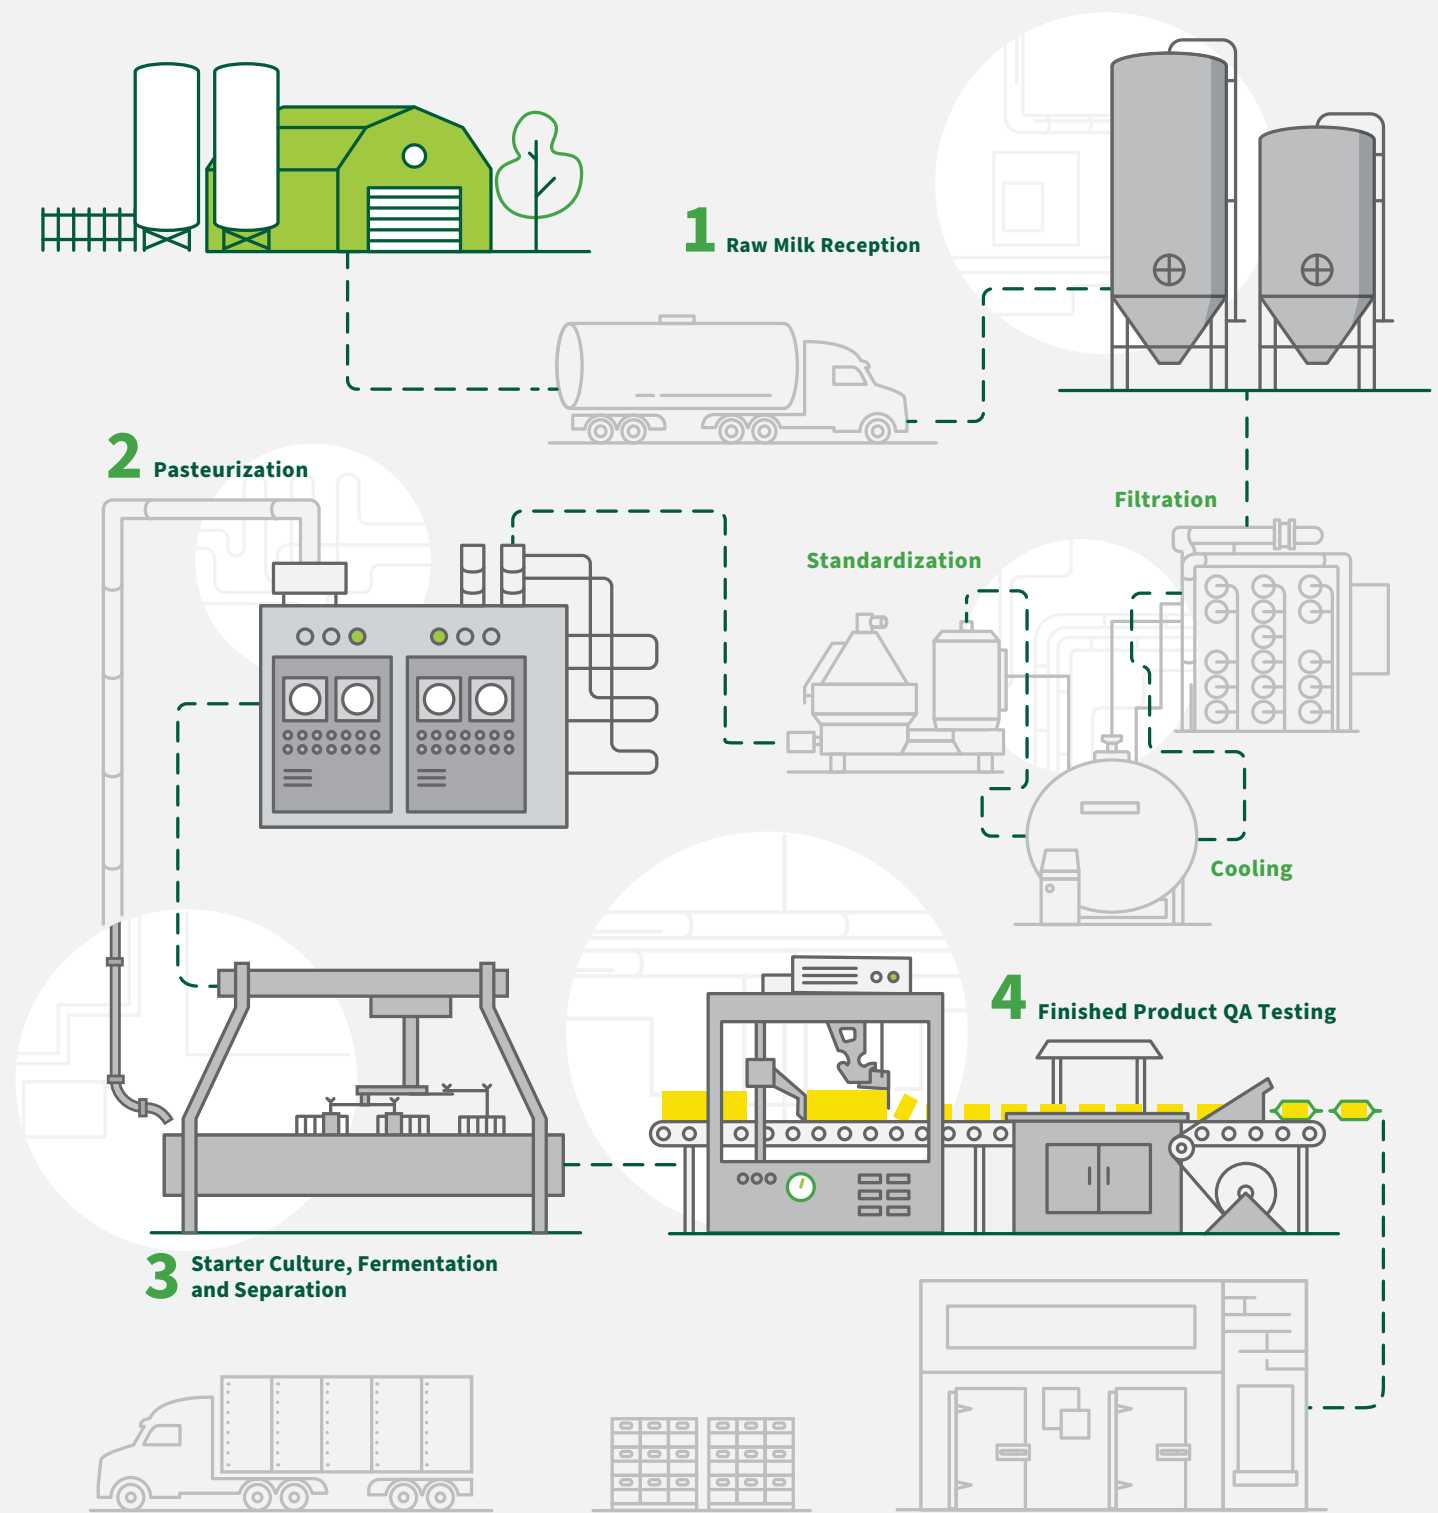 1 Raw Milk Reception
2 Pasteurization
Filtration
Standardization
Cooling
4 Finished Product QA Testing
3 Starter Culture, Fermentation
and Separation